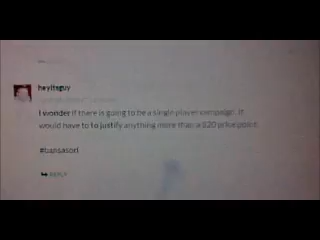 heyitsguy
I wonder if there is going to be a single player campaign. It
would have to to justify anything more than a $20 price point.
REPLY